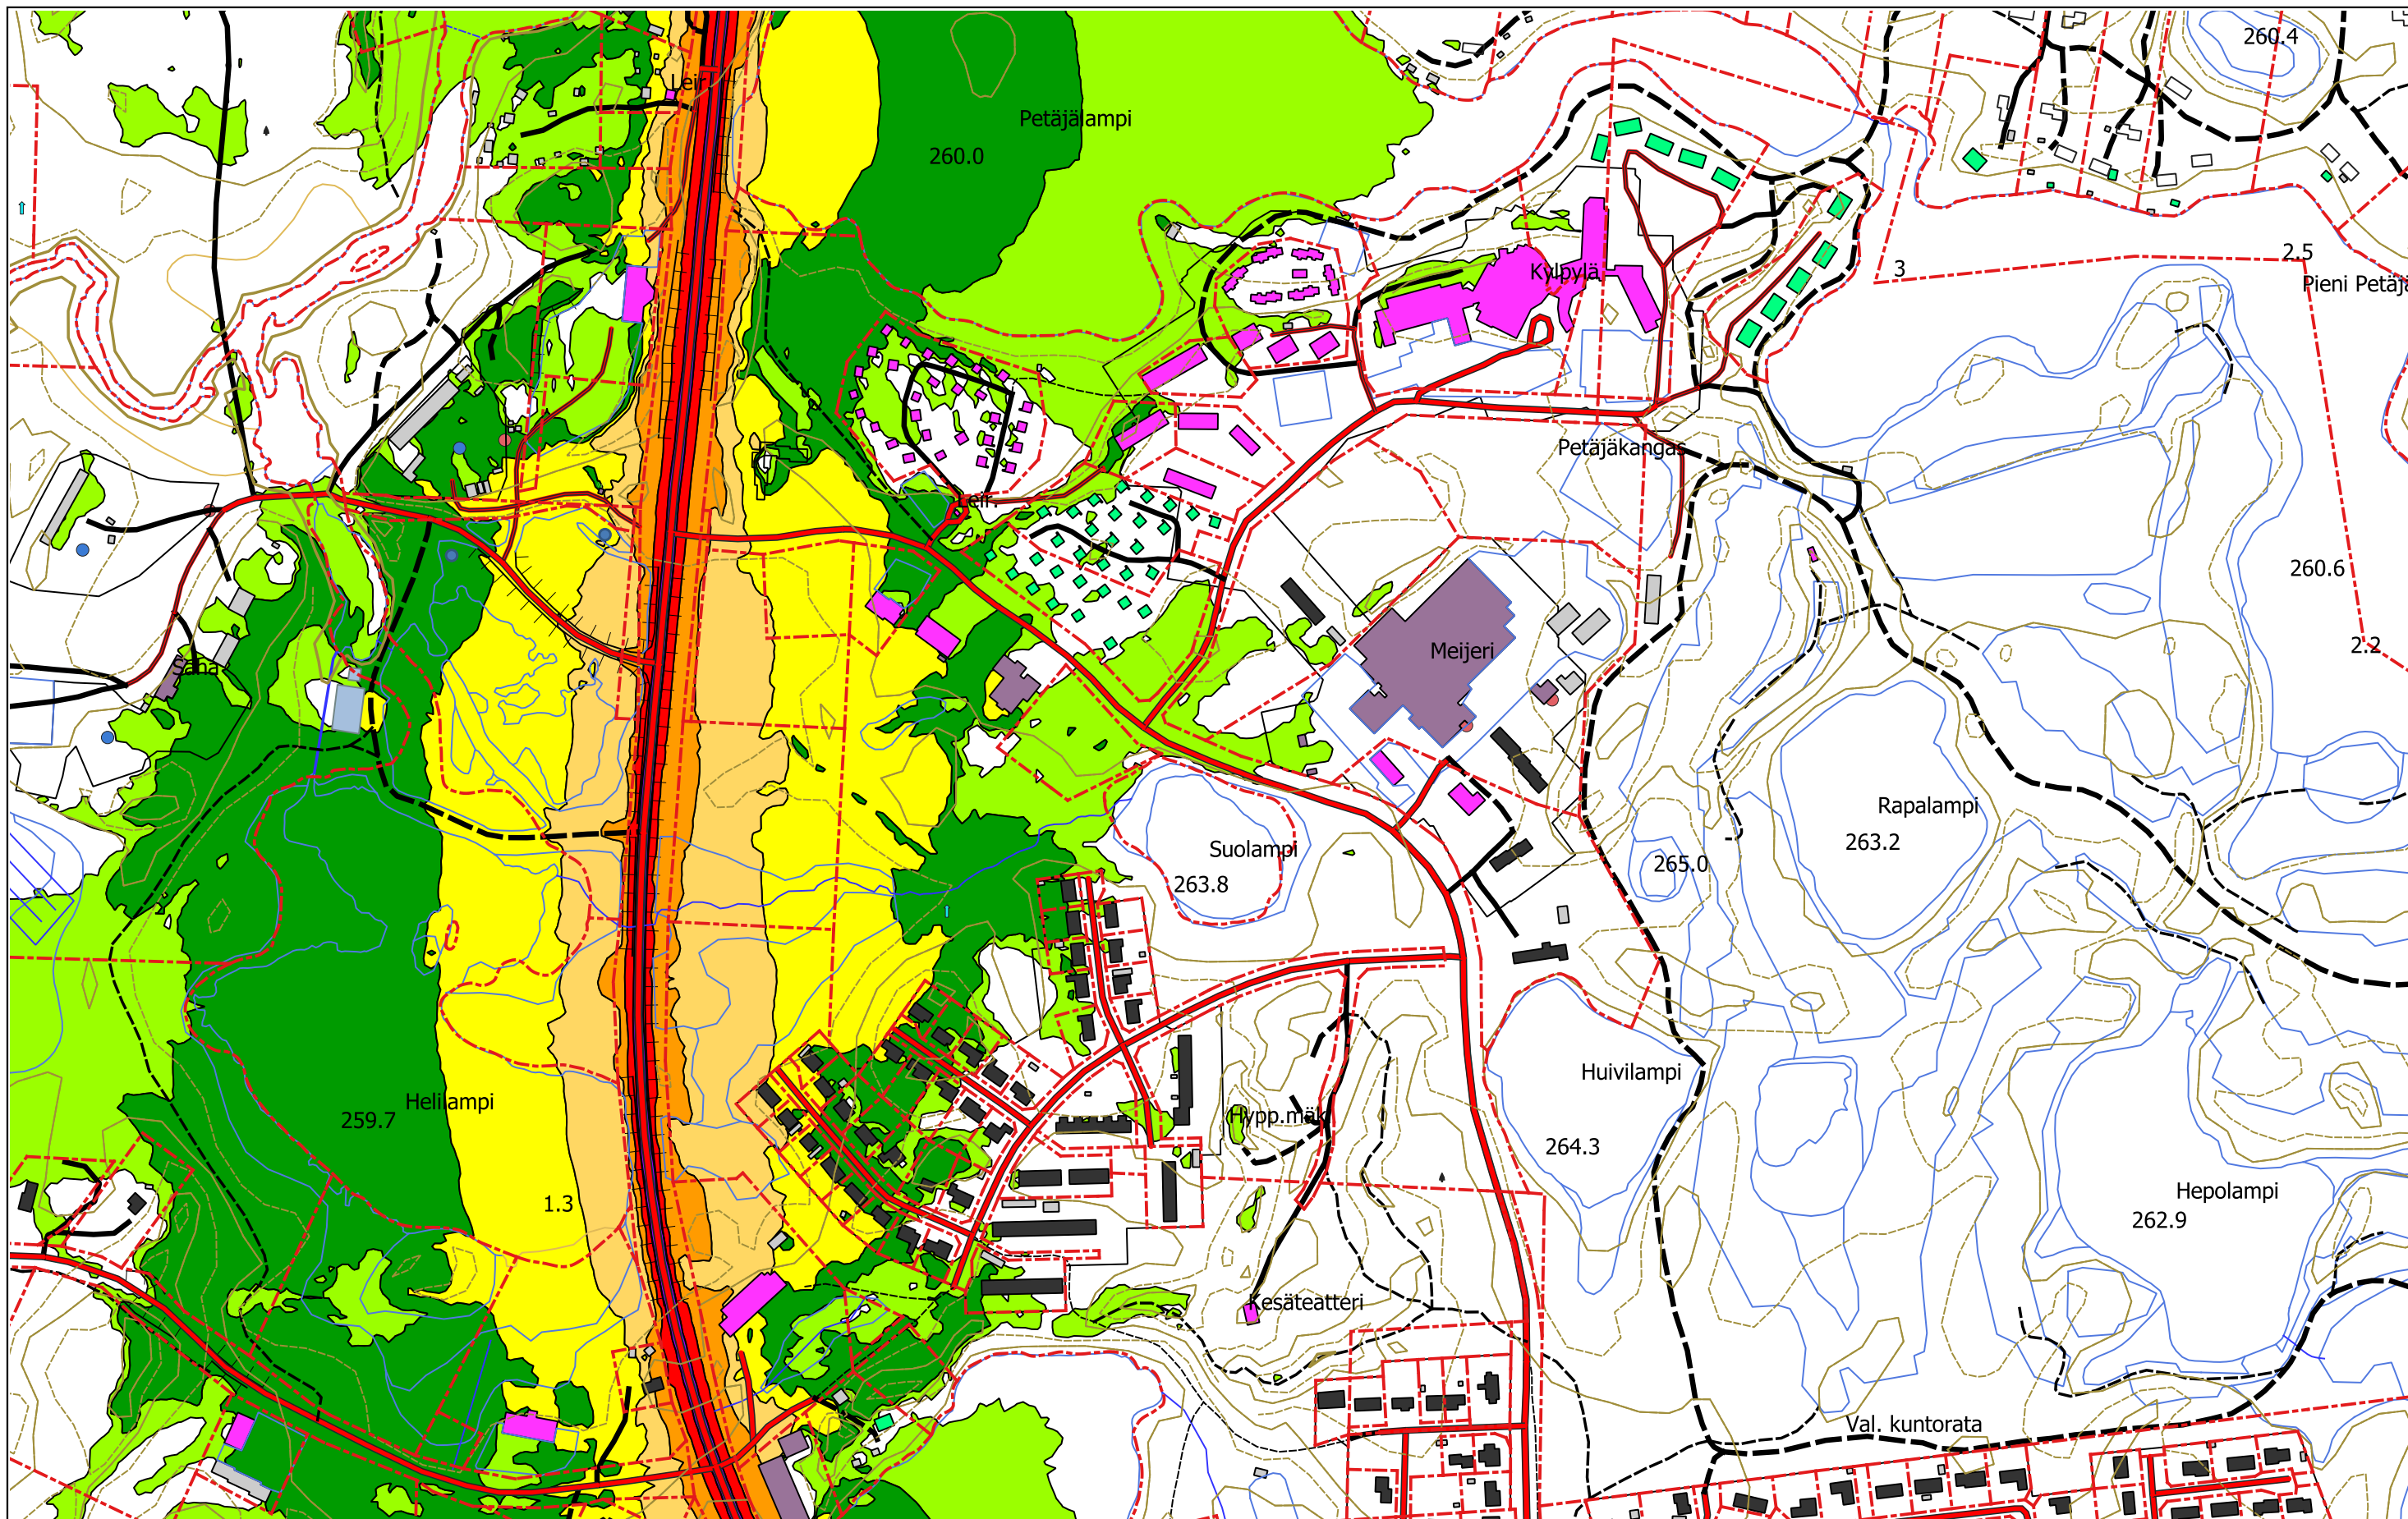 260.4
Leir.
Petäjälampi
260.0
2.5
3
Kylpylä
Pieni Petäjä
Petäjäkangas
Leir.
260.6
2.2
Meijeri
Saha
Rapalampi
263.2
Suolampi
265.0
263.8
Huivilampi
Helilampi
259.7
Hypp.mäki
264.3
Hepolampi
1.3
262.9
Kesäteatteri
Val. kuntorata